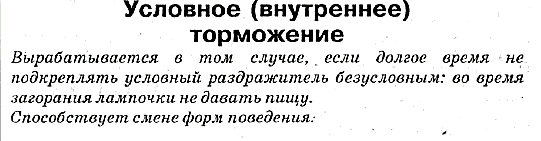 Условное (внутреннее)
торможение
Вырабатывается в том случае, если долгое время не
подкреплять условный раздражитель безусловным: во время
загорания лампочки не давать пищу.
Способствует смене форм поведения.